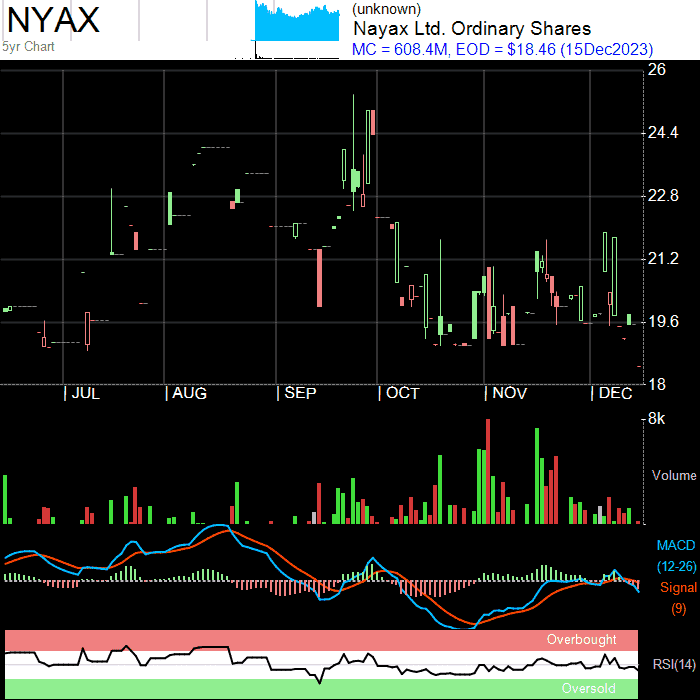 NYAX
5yr Chart
(unknown)
Nayax Ltd. Ordinary Shares
MC = 608.4M, EOD = $18.46 (15Dec2023)
26
24.4
22.8
21.2
19.6
18
JUL AUG SEP OCT NOV DEC
8k
Volume
MACD
(12-26)
Signal
(9)
Overbought
RSI(14)
Oversold